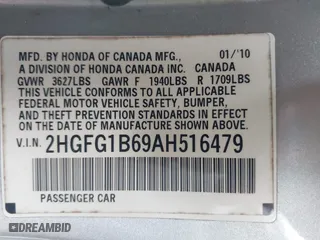 MFD. BY HONDA OF CANADA MFG., 01/'10
A DIVISION OF HONDA CANADA INC. CANADA
GVWR 3627LBS GAWR F 1940LBS R 1709LBS
THIS VEHICLE CONFORMS TO ALL APPLICABLE
FEDERAL MOTOR VEHICLE SAFETY, BUMPER,
AND THEFT PREVENTION STANDARDS IN
EFFECT ON THE DATE OF MANUFACTURE
SHOWN ABOVE.
V.I.N. 2HGFG1B69AH516479
PASSENGER CAR
© DREAMBID